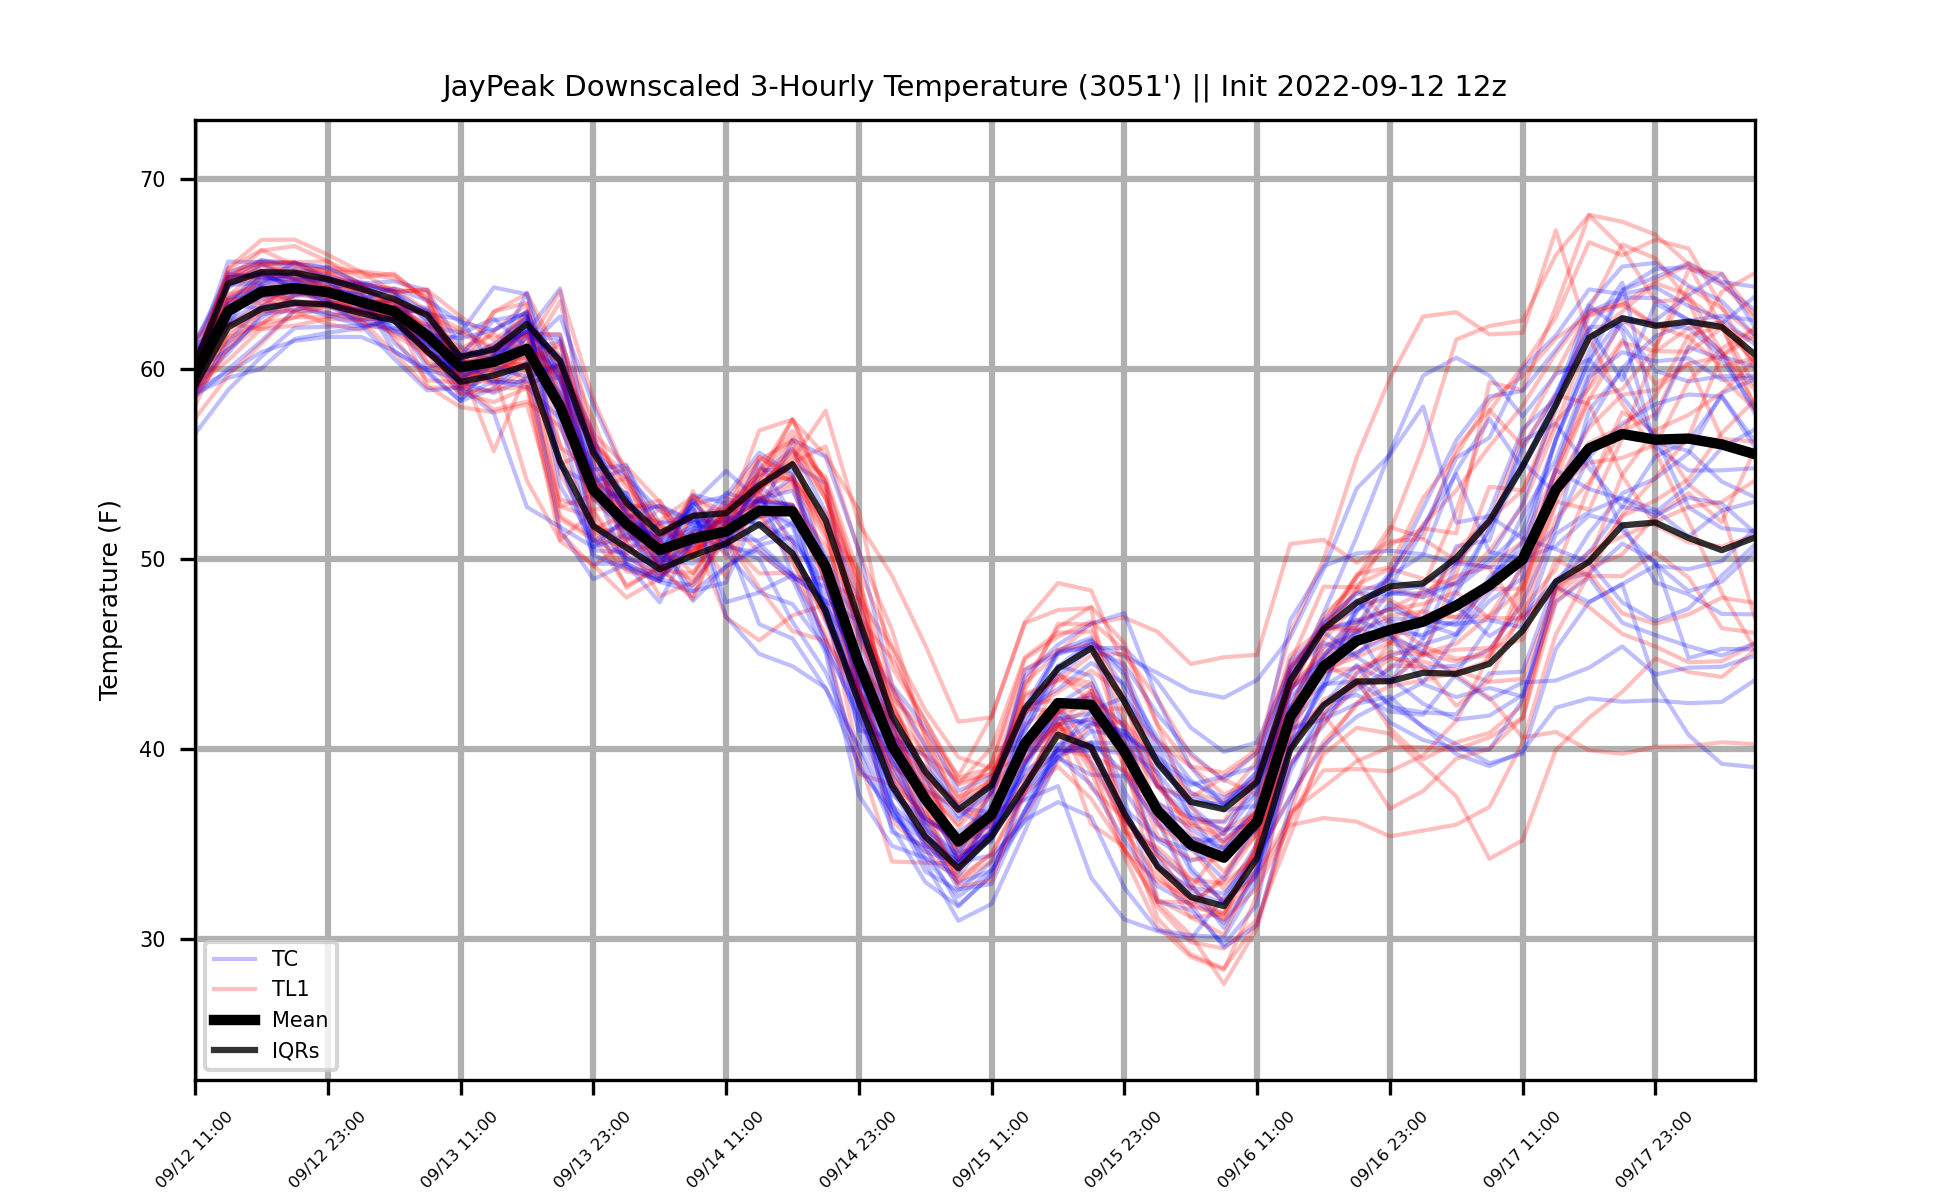 JayPeak Downscaled 3-Hourly Temperature (3051') || Init 2022-09-12 12z
Temperature (F)
70
60
50
40
30
TC
TL1
Mean
IQRs
09/12 11:00
09/12 23:00
09/13 11:00
09/13 23:00
09/14 11:00
09/14 23:00
09/15 11:00
09/15 23:00
09/16 11:00
09/16 23:00
09/17 11:00
09/17 23:00